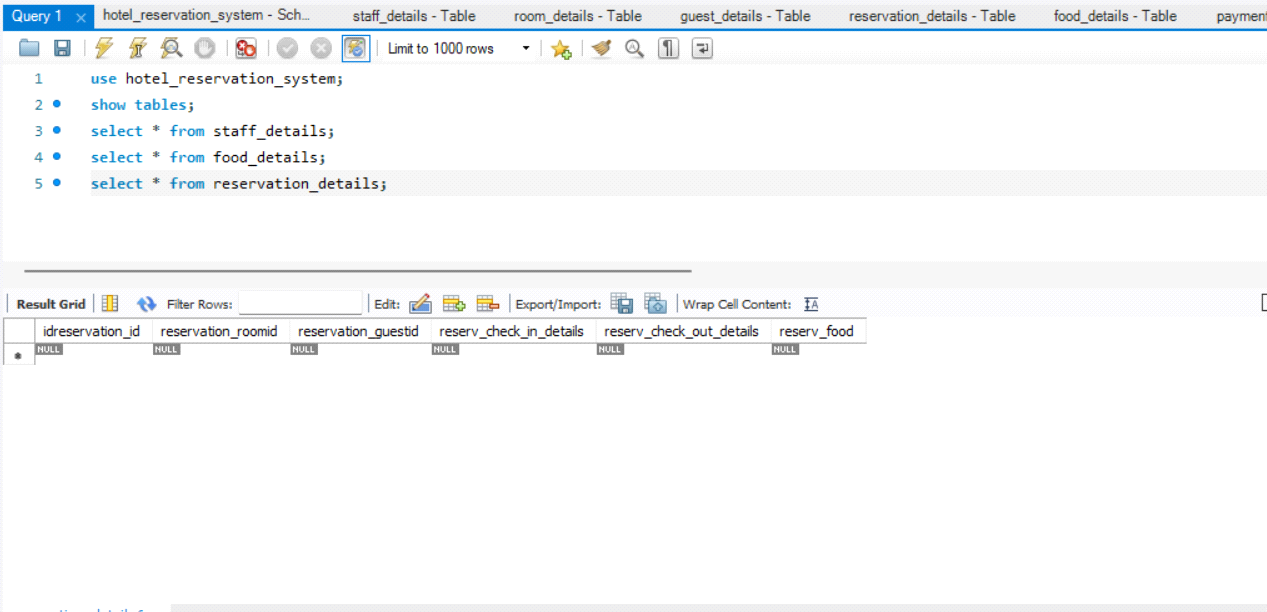 Query 1 hotel_reservation_system - Sch... staff_details - Table room_details - Table guest_details - Table reservation_details - Table food_details - Table payment
Limit to 1000 rows
1 use hotel_reservation_system;
2 show tables;
3 select * from staff_details;
4 select * from food_details;
5 select * from reservation_details;
Result Grid Filter Rows: Edit: Export/Import: Wrap Cell Content:
idreservation_id reservation_roomid reservation_guestid reserv_check_in_details reserv_check_out_details reserv_food
NULL NULL NULL NULL NULL NULL